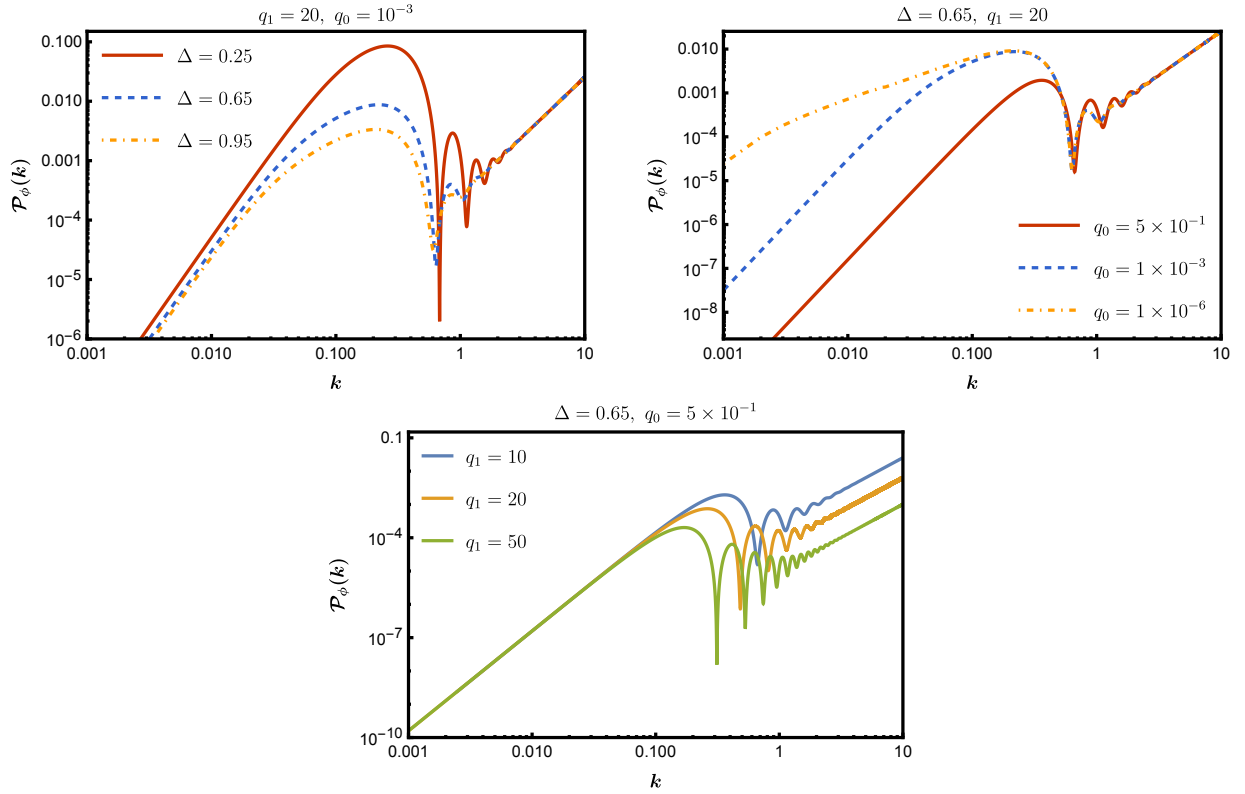 q₁ = 20, q₀ = 10⁻³
𝒫_ϕ(k)
0.100
0.010
0.001
10⁻⁴
10⁻⁵
10⁻⁶
Δ = 0.25
Δ = 0.65
Δ = 0.95
0.001 0.010 0.100 1 10
k
Δ = 0.65, q₁ = 20
𝒫_ϕ(k)
0.010
0.001
10⁻⁴
10⁻⁵
10⁻⁶
10⁻⁷
10⁻⁸
q₀ = 5 × 10⁻¹
q₀ = 1 × 10⁻³
q₀ = 1 × 10⁻⁶
0.001 0.010 0.100 1 10
k
Δ = 0.65, q₀ = 5 × 10⁻¹
𝒫_ϕ(k)
0.1
10⁻⁴
10⁻⁷
10⁻¹⁰
q₁ = 10
q₁ = 20
q₁ = 50
0.001 0.010 0.100 1 10
k